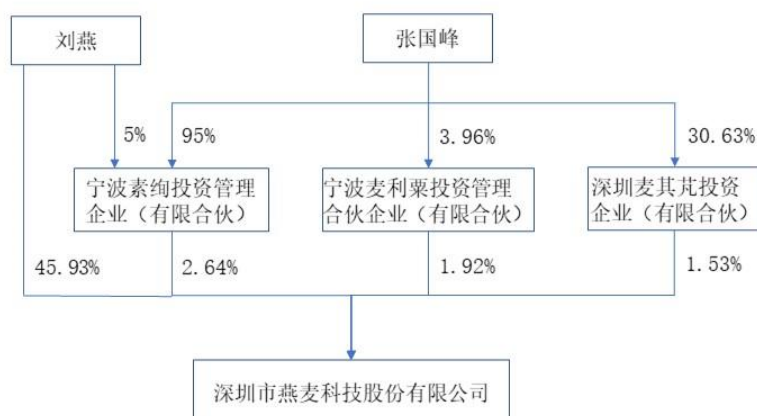 刘燕
张国峰
5%
95%
3.96%
30.63%
宁波素绚投资管理
企业（有限合伙）
宁波麦利粟投资管理
合伙企业（有限合伙）
深圳麦其芃投资
企业（有限合伙）
45.93%
2.64%
1.92%
1.53%
深圳市燕麦科技股份有限公司